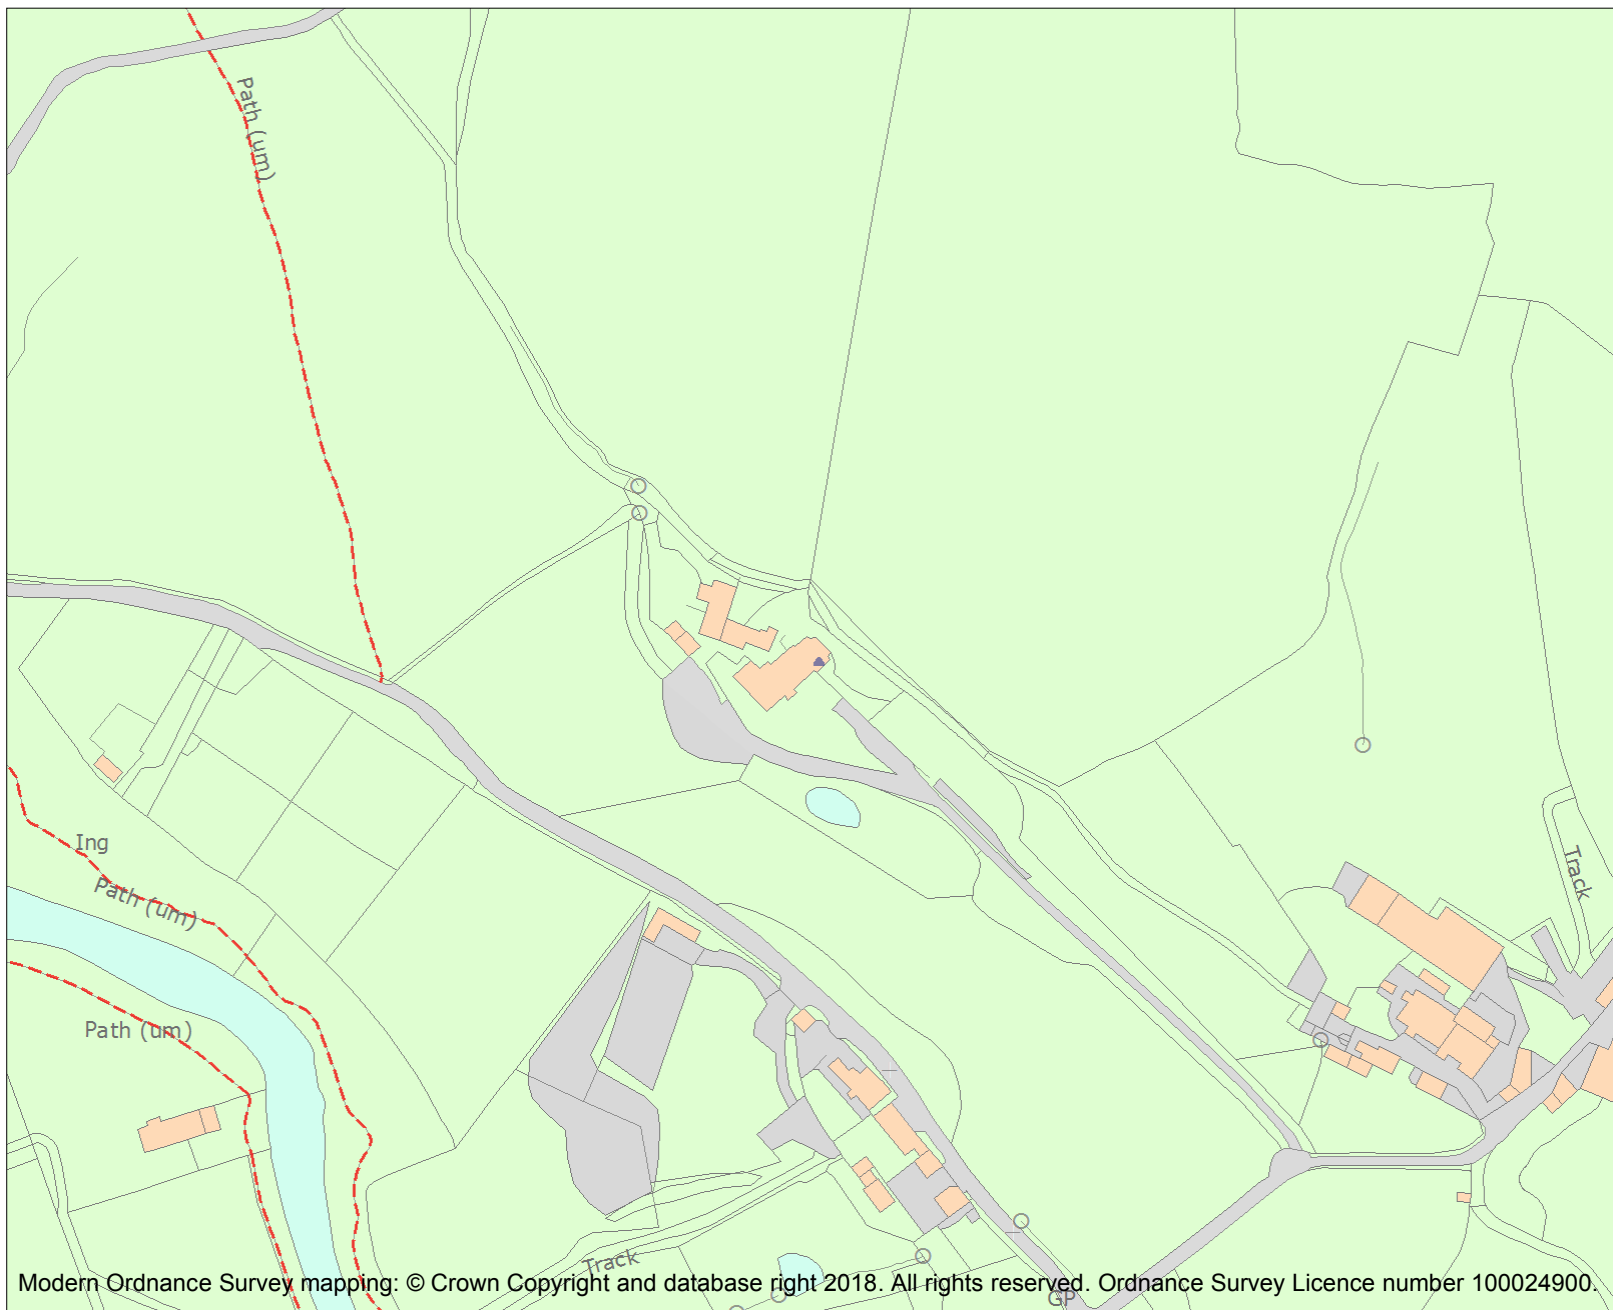 Path (um)
Ing
Path (um)
Path (um)
Track
Track
GP
Modern Ordnance Survey mapping: © Crown Copyright and database right 2018. All rights reserved. Ordnance Survey Licence number 100024900.